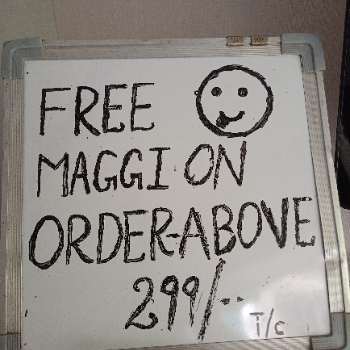 FREE
MAGGI ON
ORDER-ABOVE
299/--
T/C